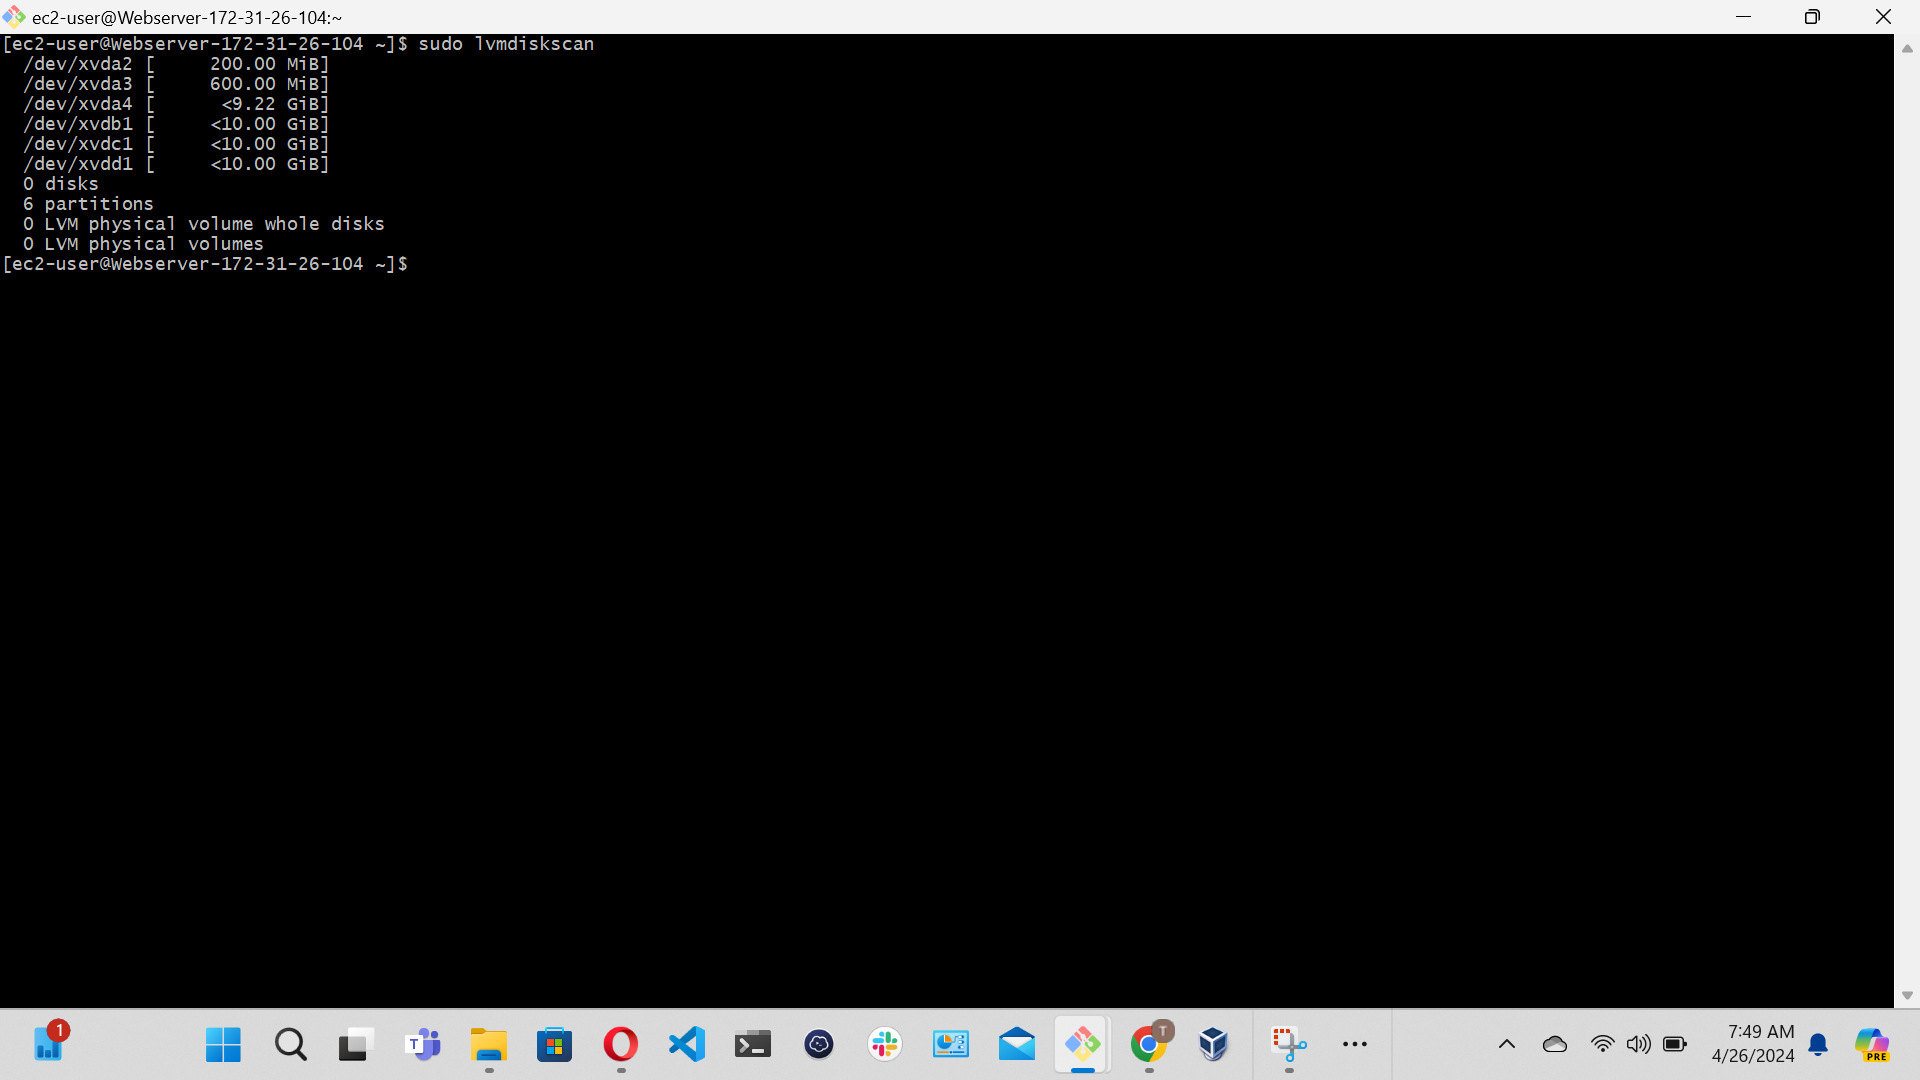 ec2-user@Webserver-172-31-26-104:~
[ec2-user@Webserver-172-31-26-104 ~]$ sudo lvmdiskscan
  /dev/xvda2 [     200.00 MiB]
  /dev/xvda3 [     600.00 MiB]
  /dev/xvda4 [      <9.22 GiB]
  /dev/xvdb1 [     <10.00 GiB]
  /dev/xvdc1 [     <10.00 GiB]
  /dev/xvdd1 [     <10.00 GiB]
  0 disks
  6 partitions
  0 LVM physical volume whole disks
  0 LVM physical volumes
[ec2-user@Webserver-172-31-26-104 ~]$
1
T
T
7:49 AM
4/26/2024
PRE